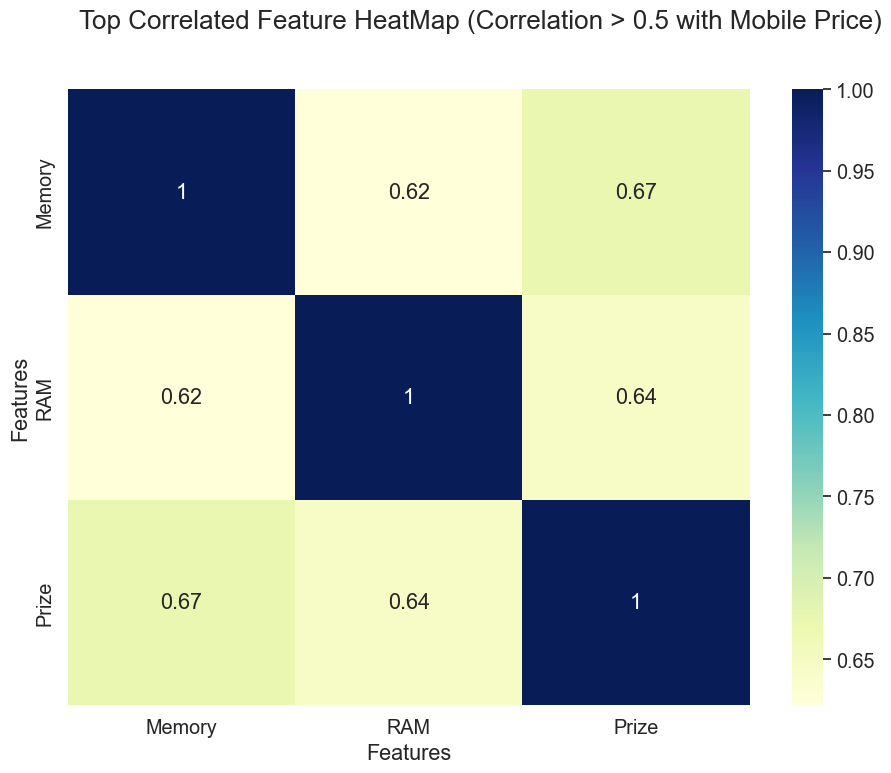 Top Correlated Feature HeatMap (Correlation > 0.5 with Mobile Price)
Features
Memory
RAM
Prize
1
0.62
0.67
0.62
1
0.64
0.67
0.64
1
Memory
RAM
Prize
Features
1.00
0.95
0.90
0.85
0.80
0.75
0.70
0.65